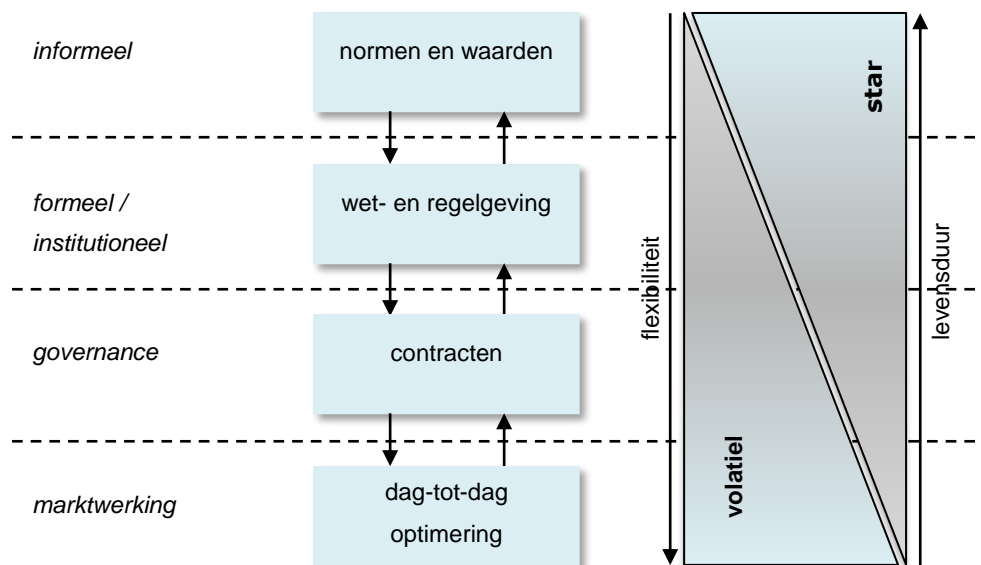 informeel
normen en waarden
formeel /
institutioneel
wet- en regelgeving
governance
contracten
marktwerking
dag-tot-dag
optimering
flexibiliteit
star
volatiel
levensduur